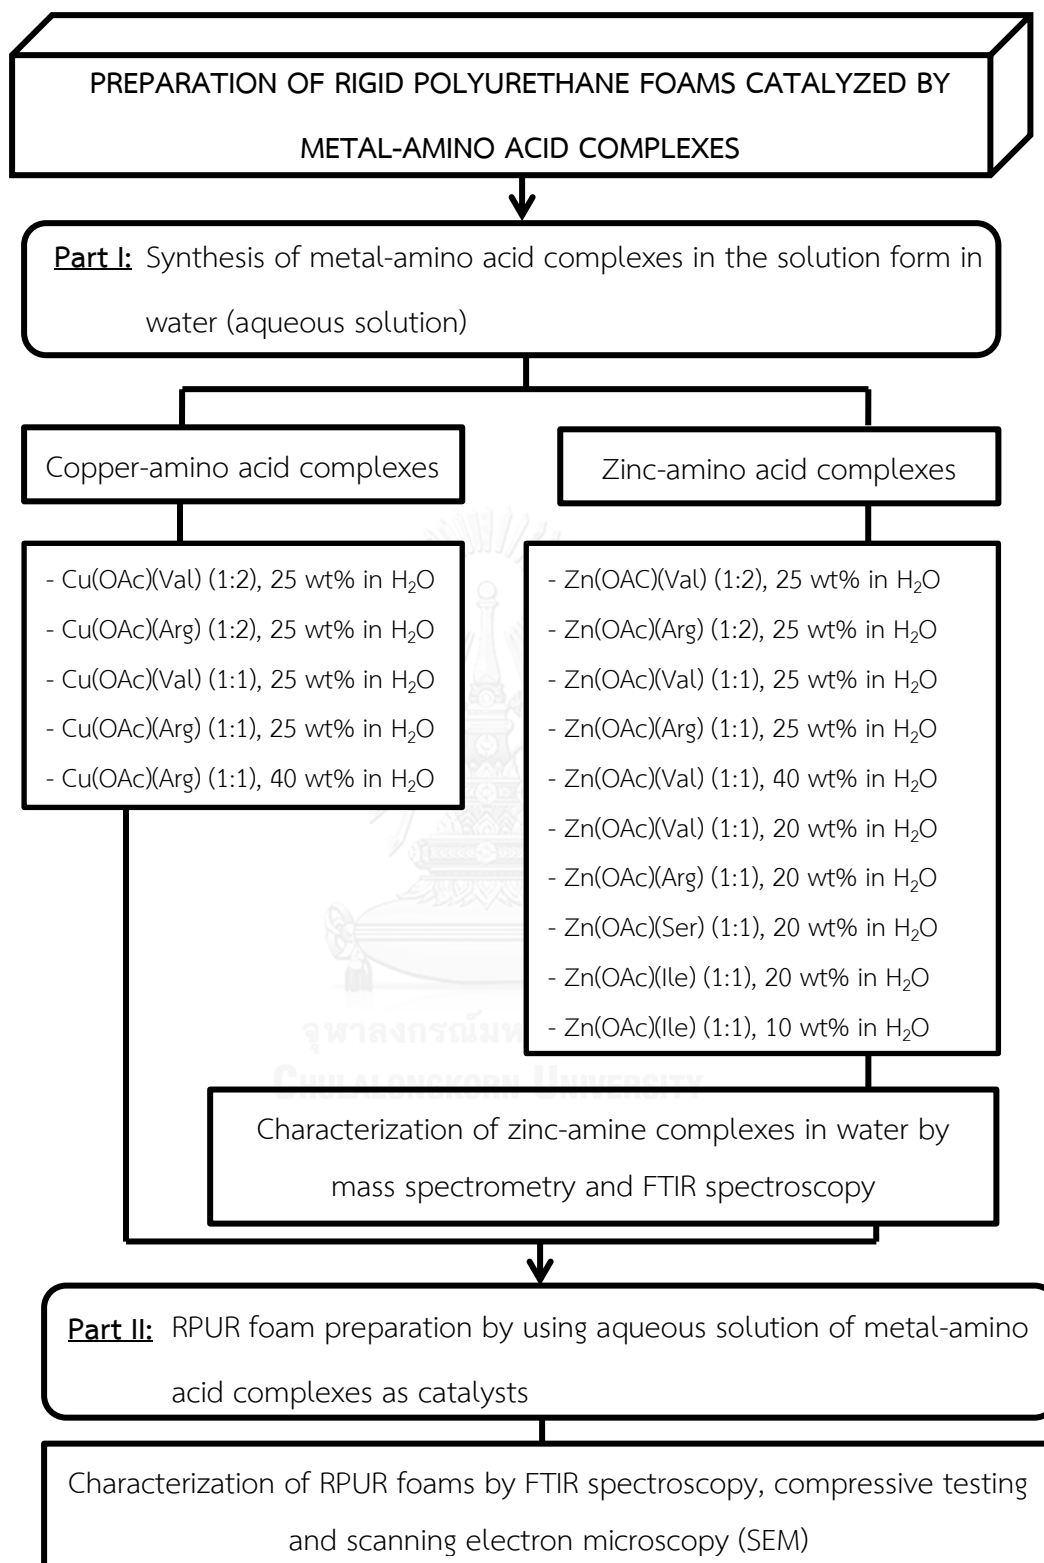 PREPARATION OF RIGID POLYURETHANE FOAMS CATALYZED BY
METAL-AMINO ACID COMPLEXES
Part I: Synthesis of metal-amino acid complexes in the solution form in
water (aqueous solution)
Copper-amino acid complexes
- Cu(OAc)(Val) (1:2), 25 wt% in H₂O
- Cu(OAc)(Arg) (1:2), 25 wt% in H₂O
- Cu(OAc)(Val) (1:1), 25 wt% in H₂O
- Cu(OAc)(Arg) (1:1), 25 wt% in H₂O
- Cu(OAc)(Arg) (1:1), 40 wt% in H₂O
Zinc-amino acid complexes
- Zn(OAC)(Val) (1:2), 25 wt% in H₂O
- Zn(OAc)(Arg) (1:2), 25 wt% in H₂O
- Zn(OAc)(Val) (1:1), 25 wt% in H₂O
- Zn(OAc)(Arg) (1:1), 25 wt% in H₂O
- Zn(OAc)(Val) (1:1), 40 wt% in H₂O
- Zn(OAc)(Val) (1:1), 20 wt% in H₂O
- Zn(OAc)(Arg) (1:1), 20 wt% in H₂O
- Zn(OAc)(Ser) (1:1), 20 wt% in H₂O
- Zn(OAc)(Ile) (1:1), 20 wt% in H₂O
- Zn(OAc)(Ile) (1:1), 10 wt% in H₂O
CHULALONGKORN UNIVERSITY
Characterization of zinc-amine complexes in water by
mass spectrometry and FTIR spectroscopy
Part II: RPUR foam preparation by using aqueous solution of metal-amino
acid complexes as catalysts
Characterization of RPUR foams by FTIR spectroscopy, compressive testing
and scanning electron microscopy (SEM)